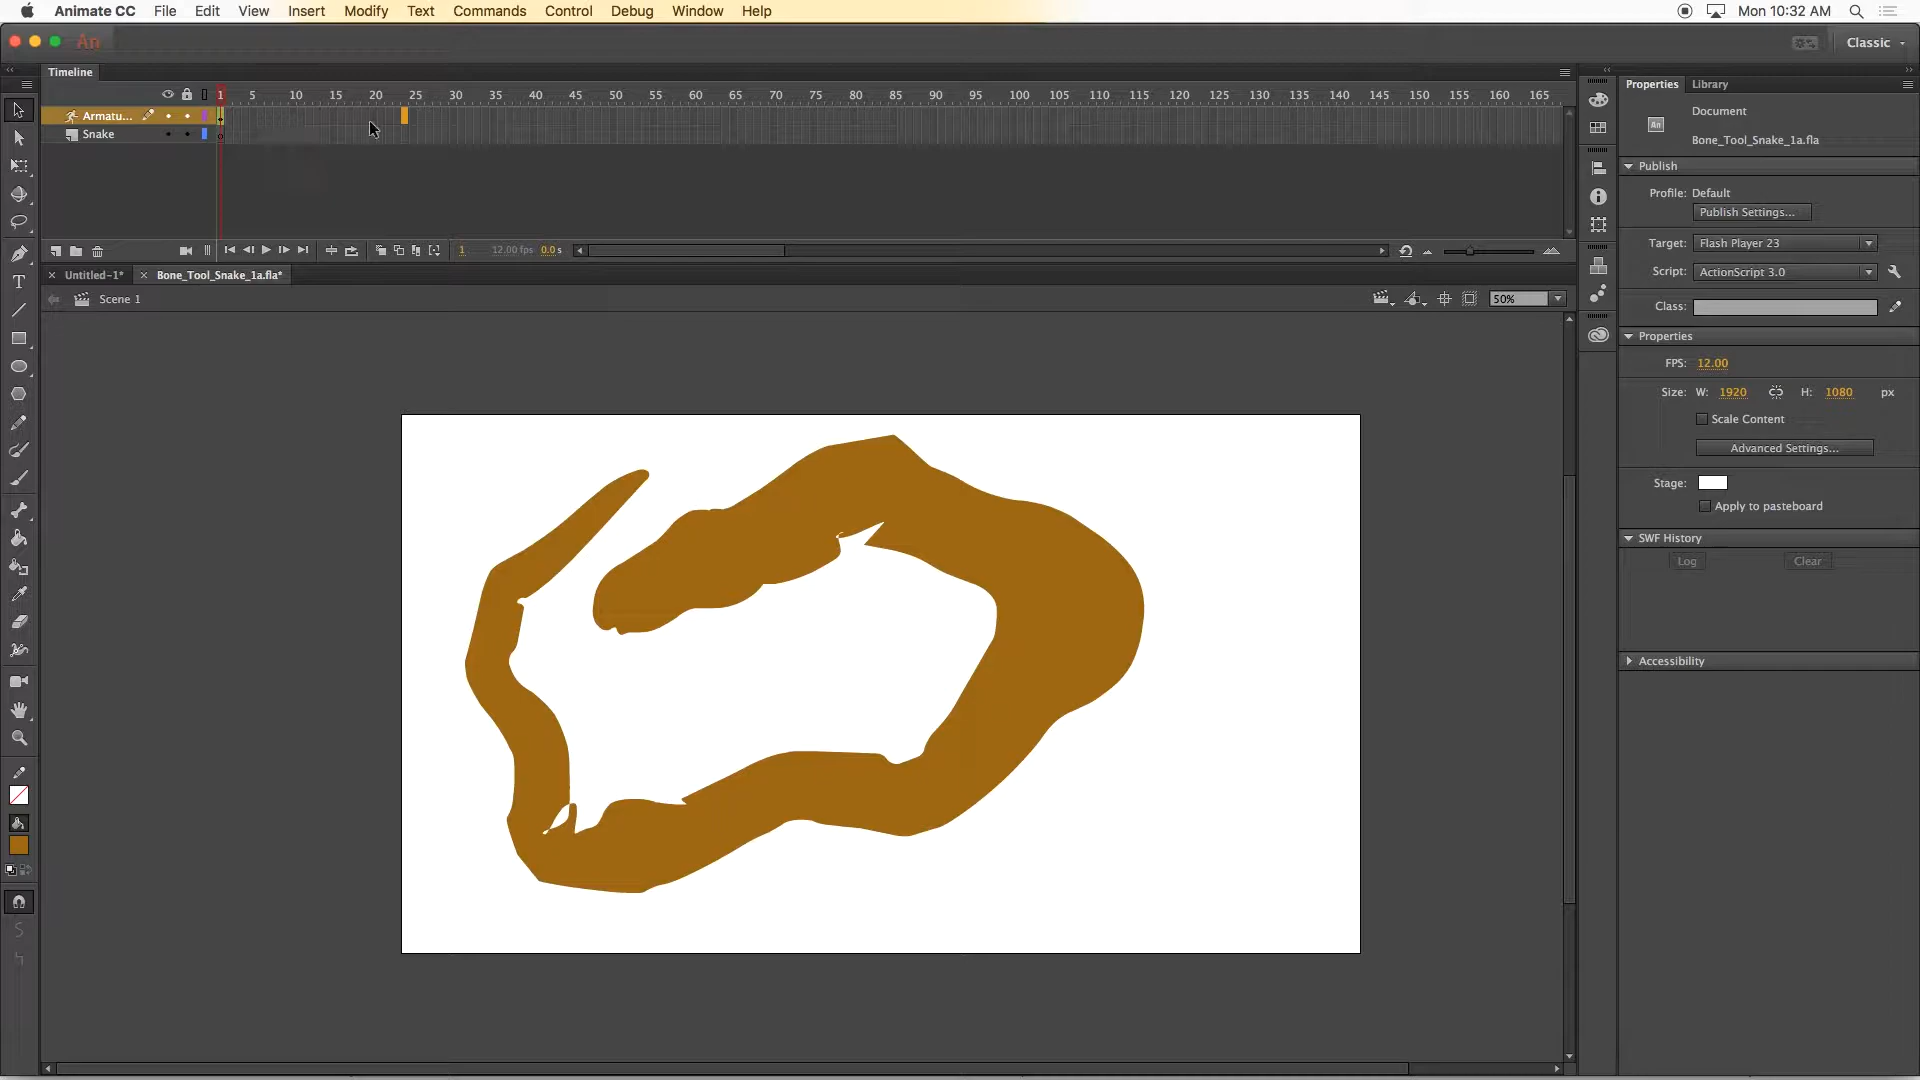 Animate CC File Edit View Insert Modify Text Commands Control Debug Window Help Mon 10:32 AM
An Classic
Timeline
1 5 10 15 20 25 30 35 40 45 50 55 60 65 70 75 80 85 90 95 100 105 110 115 120 125 130 135 140 145 150 155 160 165
Armatu...
Snake
1 12.00 fps 0.0 s
Untitled-1* Bone_Tool_Snake_1a.fla*
Scene 1 50%
Properties Library
Document
An
Bone_Tool_Snake_1a.fla
Publish
Profile: Default
Publish Settings...
Target: Flash Player 23
Script: ActionScript 3.0
Class:
Properties
FPS: 12.00
Size: W: 1920 H: 1080 px
Scale Content
Advanced Settings...
Stage:
Apply to pasteboard
SWF History
Log Clear
Accessibility